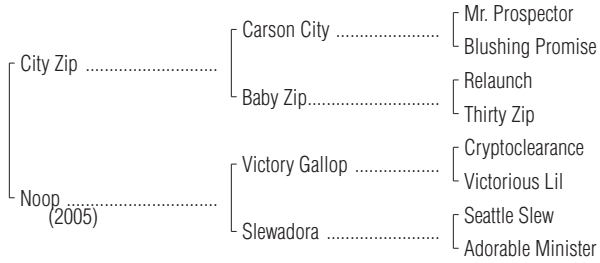 Mr. Prospector
Carson City ....................
Blushing Promise
City Zip .........................
Relaunch
Baby Zip.........................
Thirty Zip
Cryptoclearance
Victory Gallop ................
Victorious Lil
Noop .............................
(2005)
Seattle Slew
Slewadora .....................
Adorable Minister